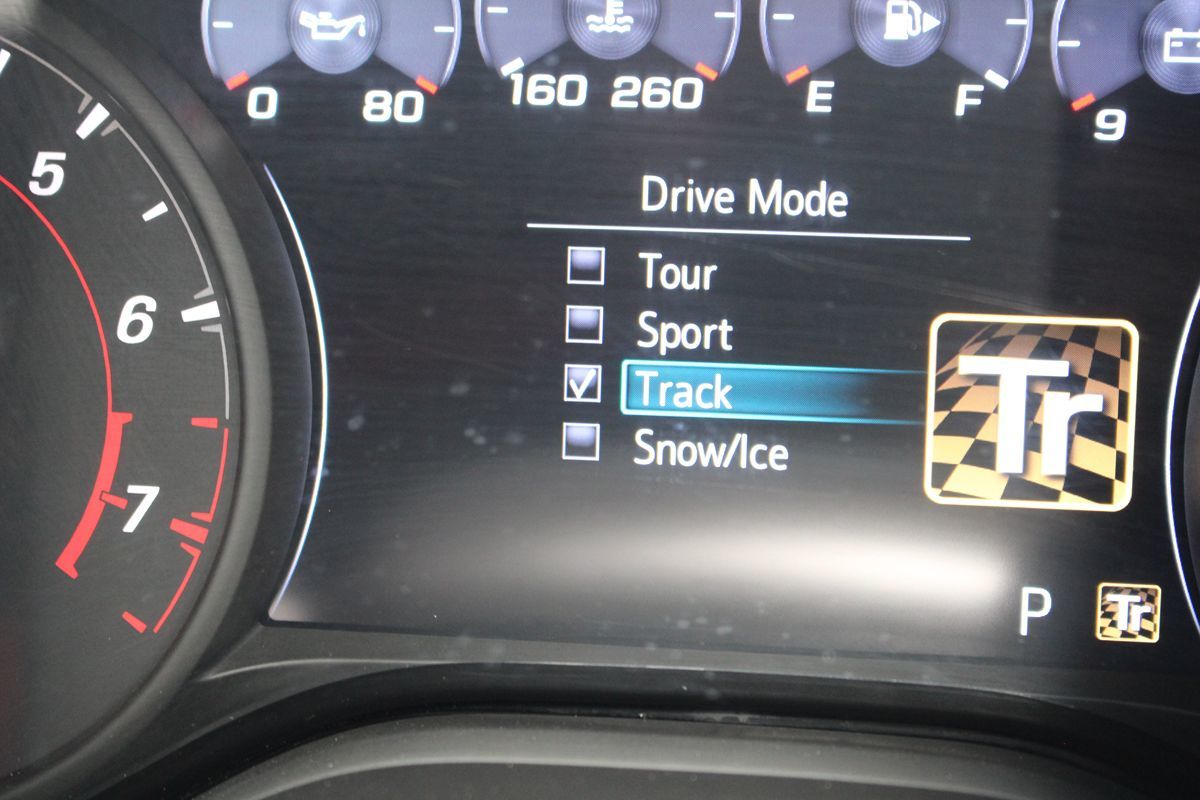 0 80 160 260 E F 9
5
6
7
Drive Mode
Tour
Sport
Track
Snow/Ice
Tr
P Tr